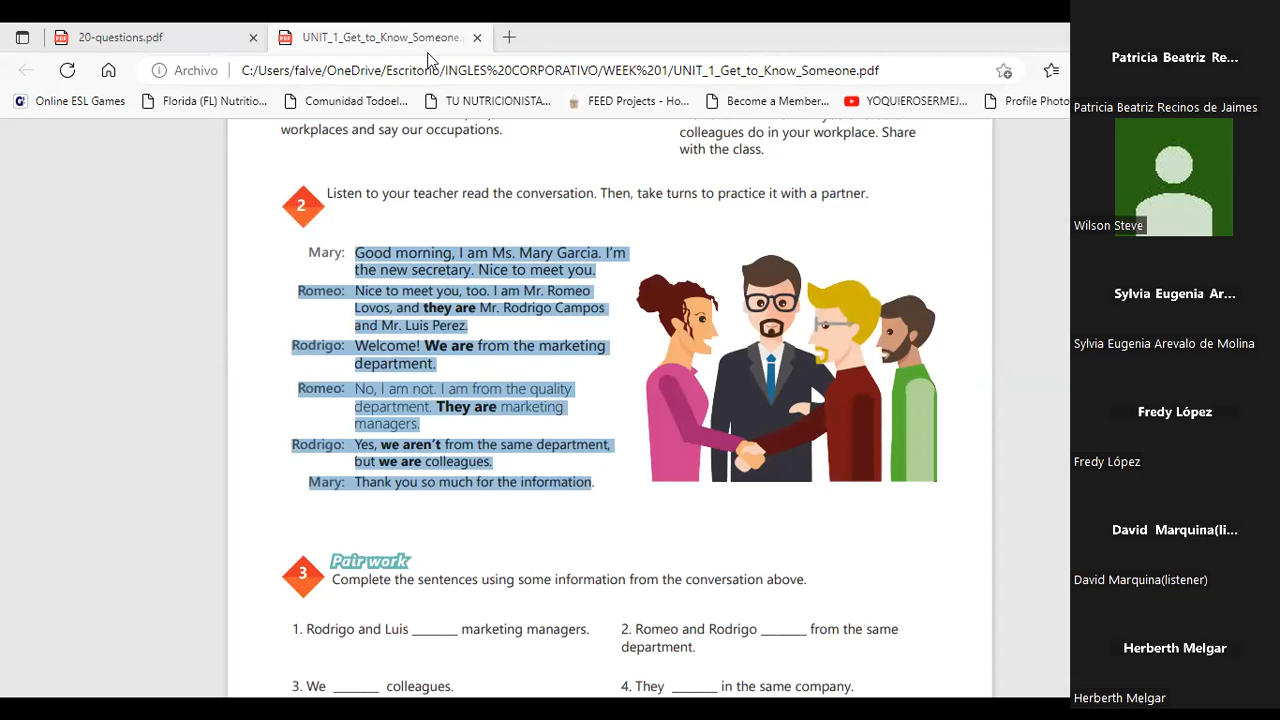 20-questions.pdf
UNIT_1_Get_to_Know_Someone.
Archivo
C:/Users/falve/OneDrive/Escritorio/INGLES%20CORPORATIVO/WEEK%201/UNIT_1_Get_to_Know_Someone.pdf
Online ESL Games
Florida (FL) Nutritio...
Comunidad Todoel...
TU NUTRICIONISTA...
FEED Projects - Ho...
Become a Member...
YOQUIEROSERMEJ...
Profile Photo
workplaces and say our occupations.
colleagues do in your workplace. Share
with the class.
2
Listen to your teacher read the conversation. Then, take turns to practice it with a partner.
Mary: Good morning, I am Ms. Mary Garcia. I'm
the new secretary. Nice to meet you.
Romeo: Nice to meet you, too. I am Mr. Romeo
Lovos, and they are Mr. Rodrigo Campos
and Mr. Luis Perez.
Rodrigo: Welcome! We are from the marketing
department.
Romeo: No, I am not. I am from the quality
department. They are marketing
managers.
Rodrigo: Yes, we aren't from the same department,
but we are colleagues.
Mary: Thank you so much for the information.
3
Pair work
Complete the sentences using some information from the conversation above.
1. Rodrigo and Luis _______ marketing managers.
2. Romeo and Rodrigo _______ from the same
department.
3. We _______ colleagues.
4. They _______ in the same company.
Patricia Beatriz Re...
Patricia Beatriz Recinos de Jaimes
Wilson Steve
Sylvia Eugenia Ar...
Sylvia Eugenia Arevalo de Molina
Fredy López
Fredy López
David Marquina(li...
David Marquina(listener)
Herberth Melgar
Herberth Melgar